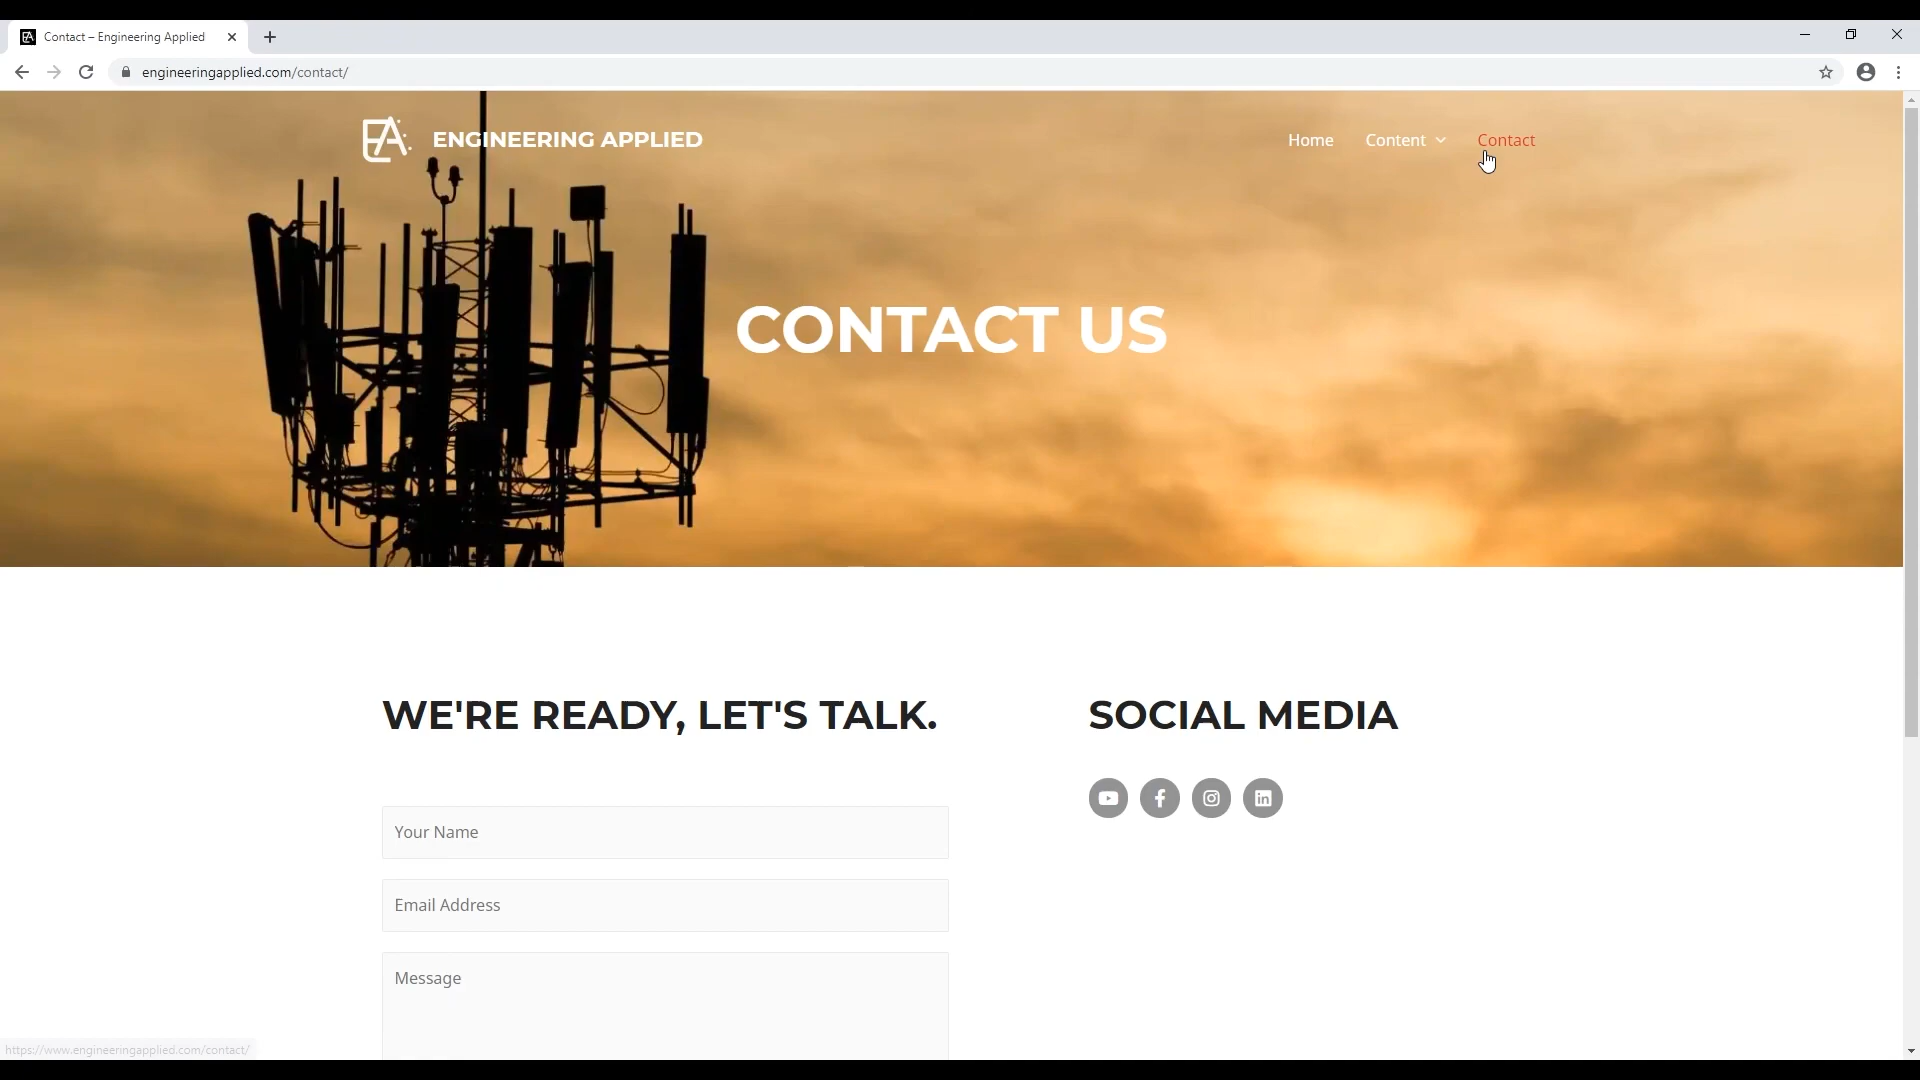 Contact – Engineering Applied
engineeringapplied.com/contact/
EA ENGINEERING APPLIED
Home Content Contact
CONTACT US
WE'RE READY, LET'S TALK.
SOCIAL MEDIA
Your Name
Email Address
Message
https://www.engineeringapplied.com/contact/